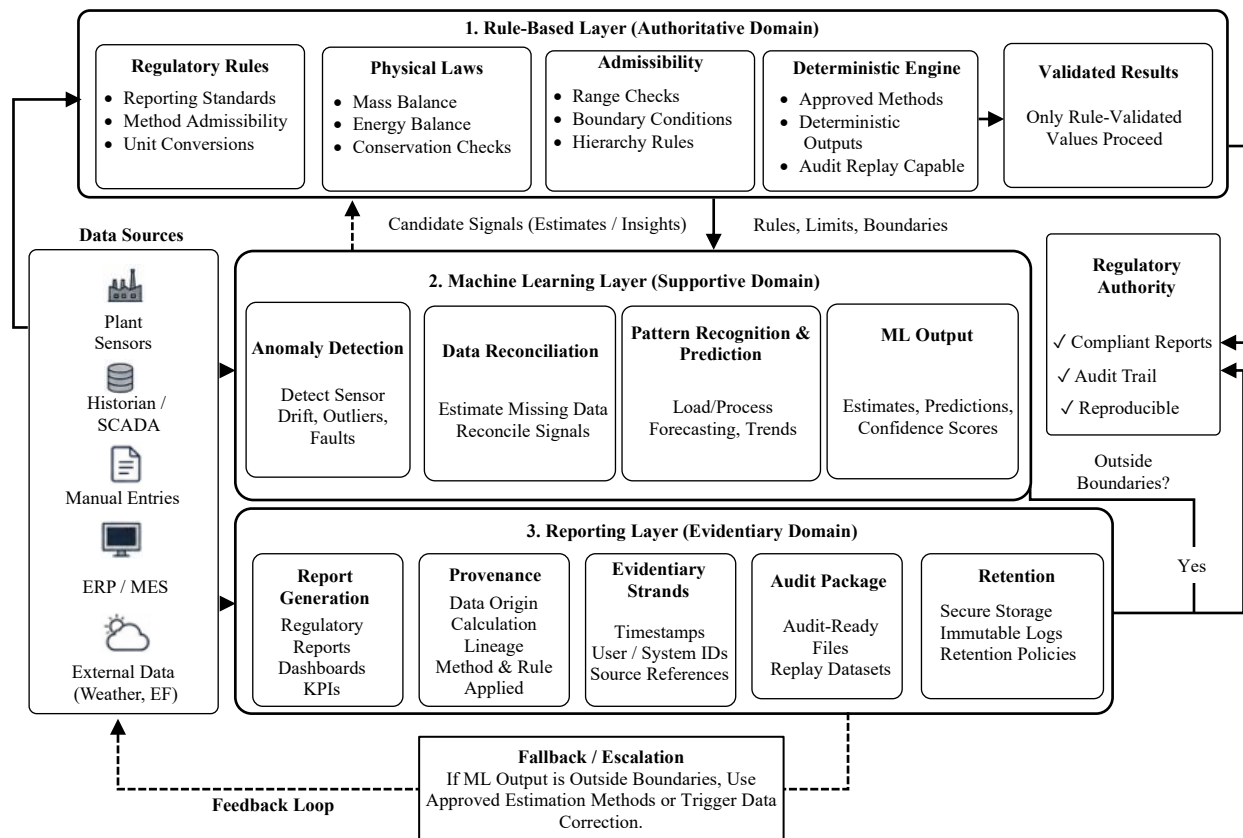 1. Rule-Based Layer (Authoritative Domain)
Regulatory Rules
• Reporting Standards
• Method Admissibility
• Unit Conversions
Physical Laws
• Mass Balance
• Energy Balance
• Conservation Checks
Admissibility
• Range Checks
• Boundary Conditions
• Hierarchy Rules
Deterministic Engine
• Approved Methods
• Deterministic
Outputs
• Audit Replay Capable
Validated Results
Only Rule-Validated
Values Proceed
Candidate Signals (Estimates / Insights)
Rules, Limits, Boundaries
Data Sources
Plant
Sensors
Historian /
SCADA
Manual Entries
ERP / MES
External Data
(Weather, EF)
2. Machine Learning Layer (Supportive Domain)
Anomaly Detection
Detect Sensor
Drift, Outliers,
Faults
Data Reconciliation
Estimate Missing Data
Reconcile Signals
Pattern Recognition &
Prediction
Load/Process
Forecasting, Trends
ML Output
Estimates, Predictions,
Confidence Scores
Regulatory
Authority
✓ Compliant Reports
✓ Audit Trail
✓ Reproducible
Outside
Boundaries?
Yes
3. Reporting Layer (Evidentiary Domain)
Report
Generation
Regulatory
Reports
Dashboards
KPIs
Provenance
Data Origin
Calculation
Lineage
Method & Rule
Applied
Evidentiary
Strands
Timestamps
User / System IDs
Source References
Audit Package
Audit-Ready
Files
Replay Datasets
Retention
Secure Storage
Immutable Logs
Retention Policies
Fallback / Escalation
If ML Output is Outside Boundaries, Use
Approved Estimation Methods or Trigger Data
Correction.
Feedback Loop